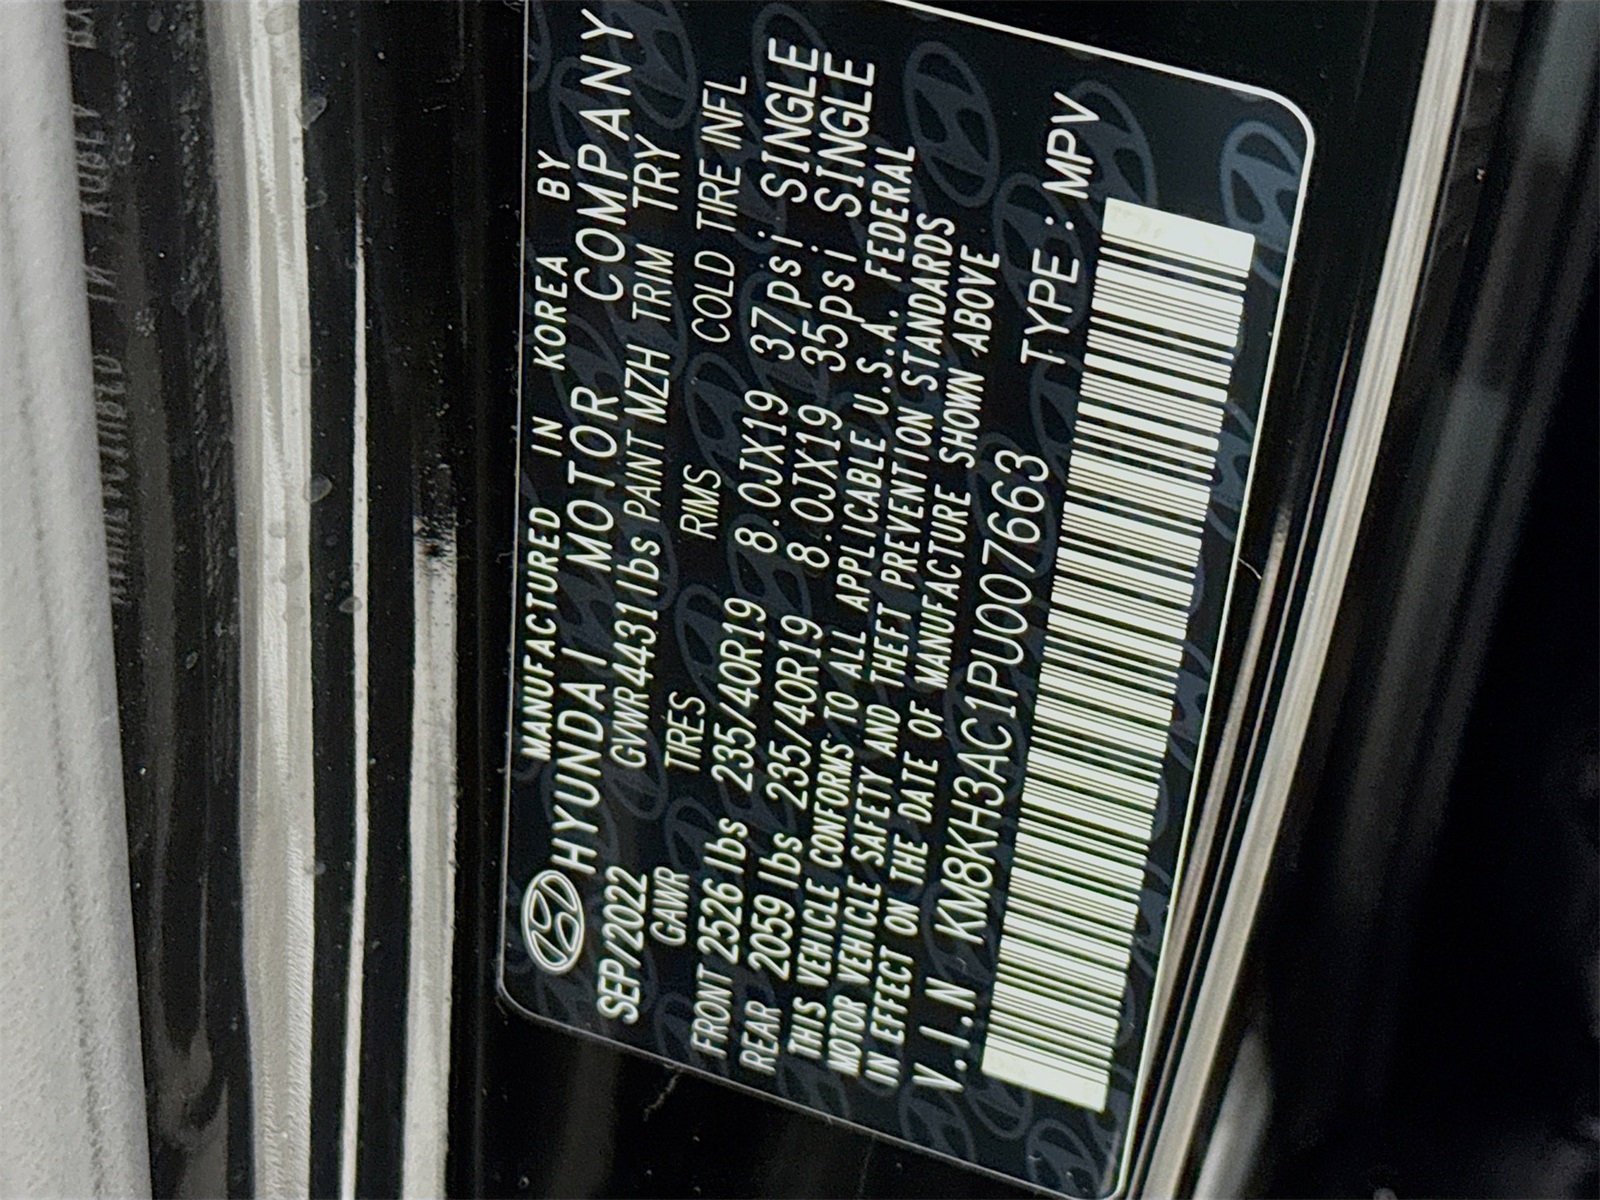 MANUFACTURED IN KOREA BY
HYUNDAI MOTOR COMPANY
SEP/2022 GVWR 4431lbs PAINT MZH TRIM TRY
GAWR TIRES RIMS COLD TIRE INFL
FRONT 2526 lbs 235/40R19 8.0JX19 37psi SINGLE
REAR 2059 lbs 235/40R19 8.0JX19 35psi SINGLE
THIS VEHICLE CONFORMS TO ALL APPLICABLE U.S.A. FEDERAL
MOTOR VEHICLE SAFETY AND THEFT PREVENTION STANDARDS
IN EFFECT ON THE DATE OF MANUFACTURE SHOWN ABOVE
V.I.N KM8KH3AC1PU007663 TYPE: MPV